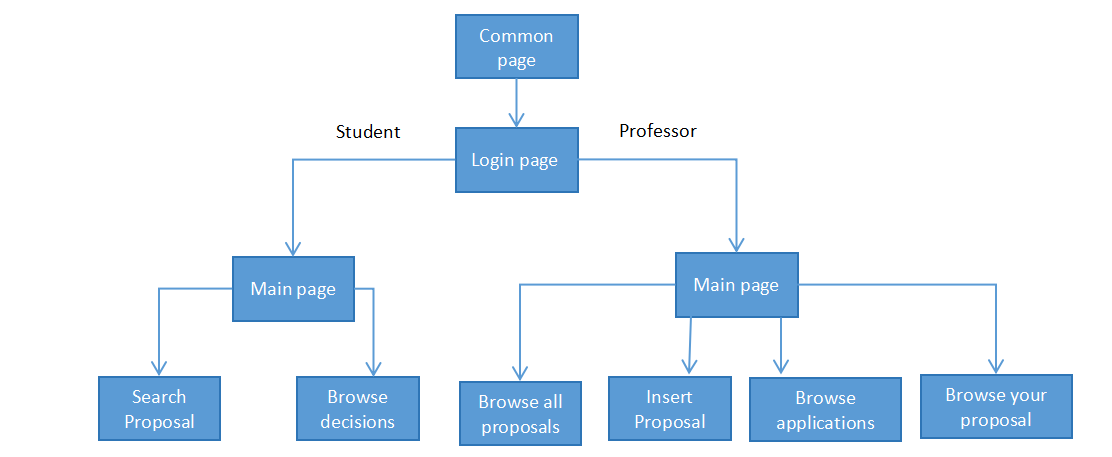 Common
page
Student
Professor
Login page
Main page
Main page
Search
Proposal
Browse
decisions
Browse all
proposals
Insert
Proposal
Browse
applications
Browse your
proposal